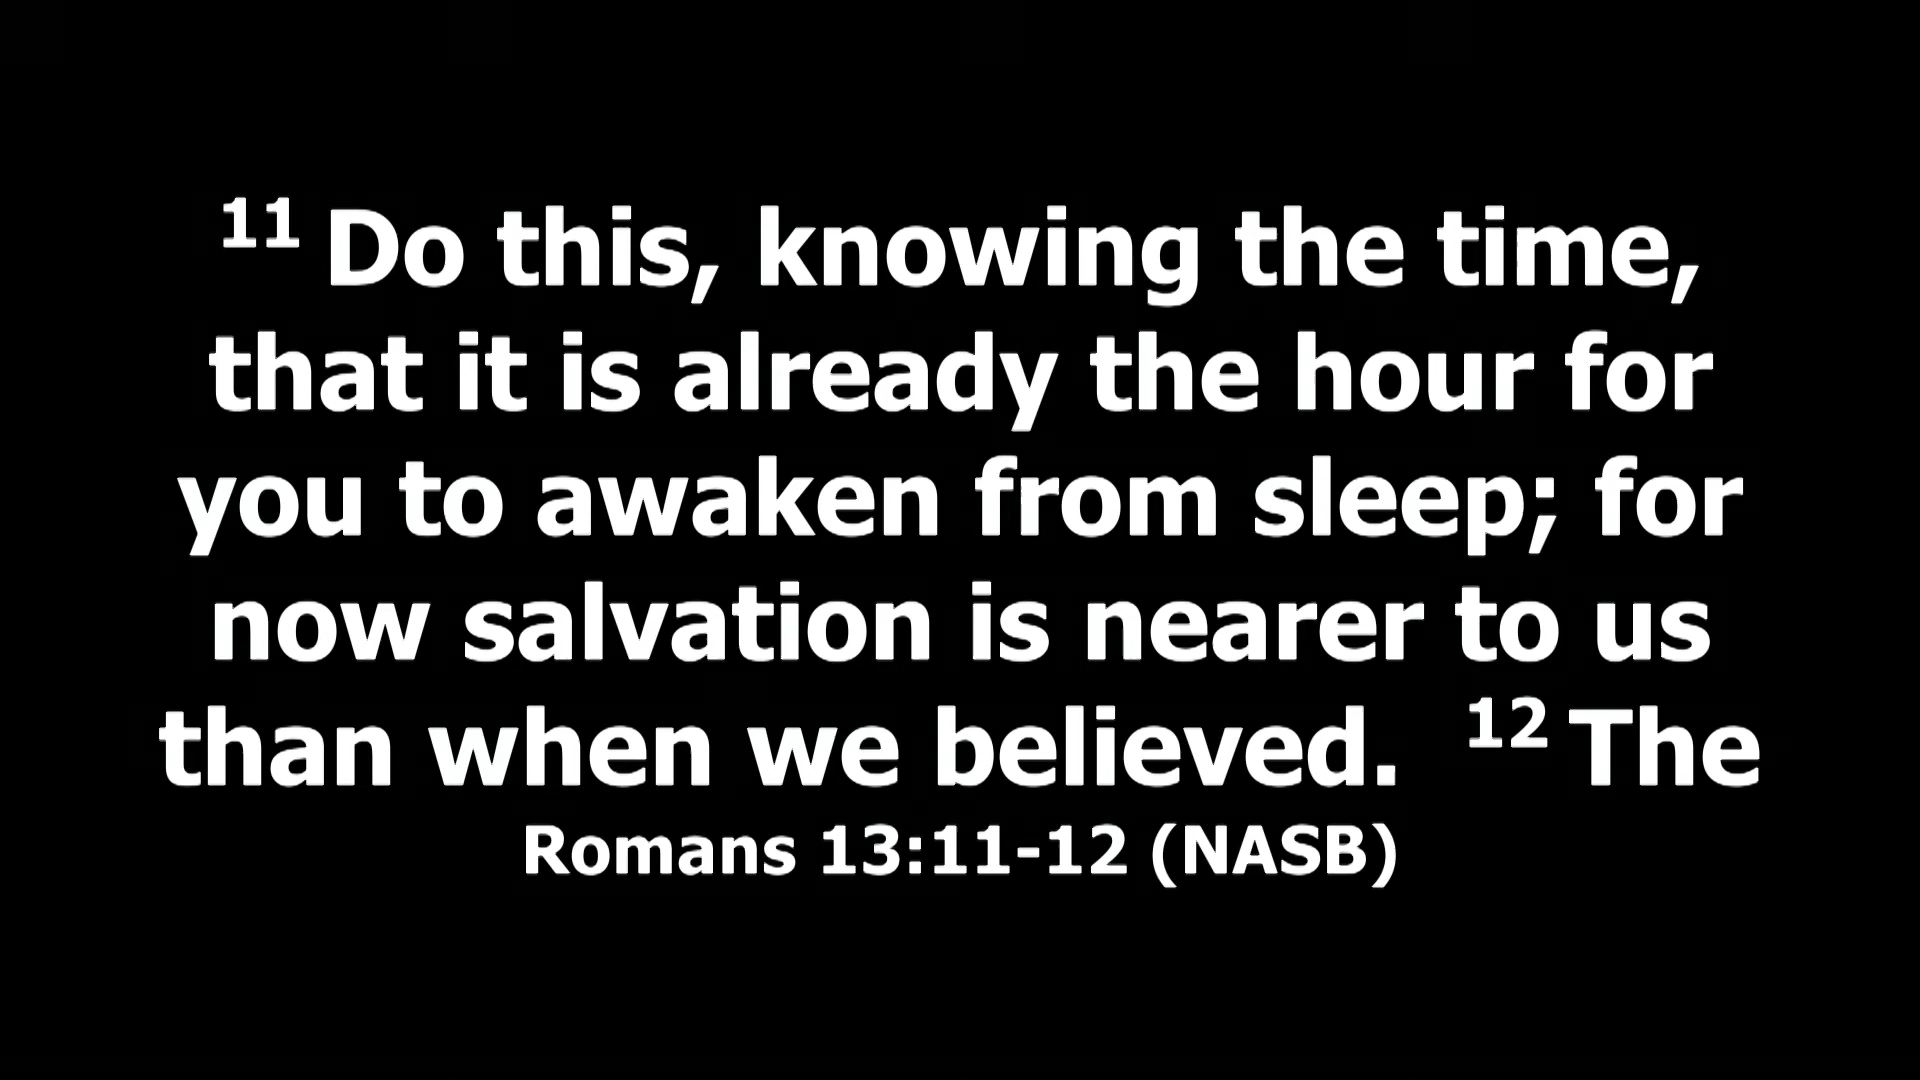 11 Do this, knowing the time,
that it is already the hour for
you to awaken from sleep; for
now salvation is nearer to us
than when we believed. 12 The
Romans 13:11-12 (NASB)